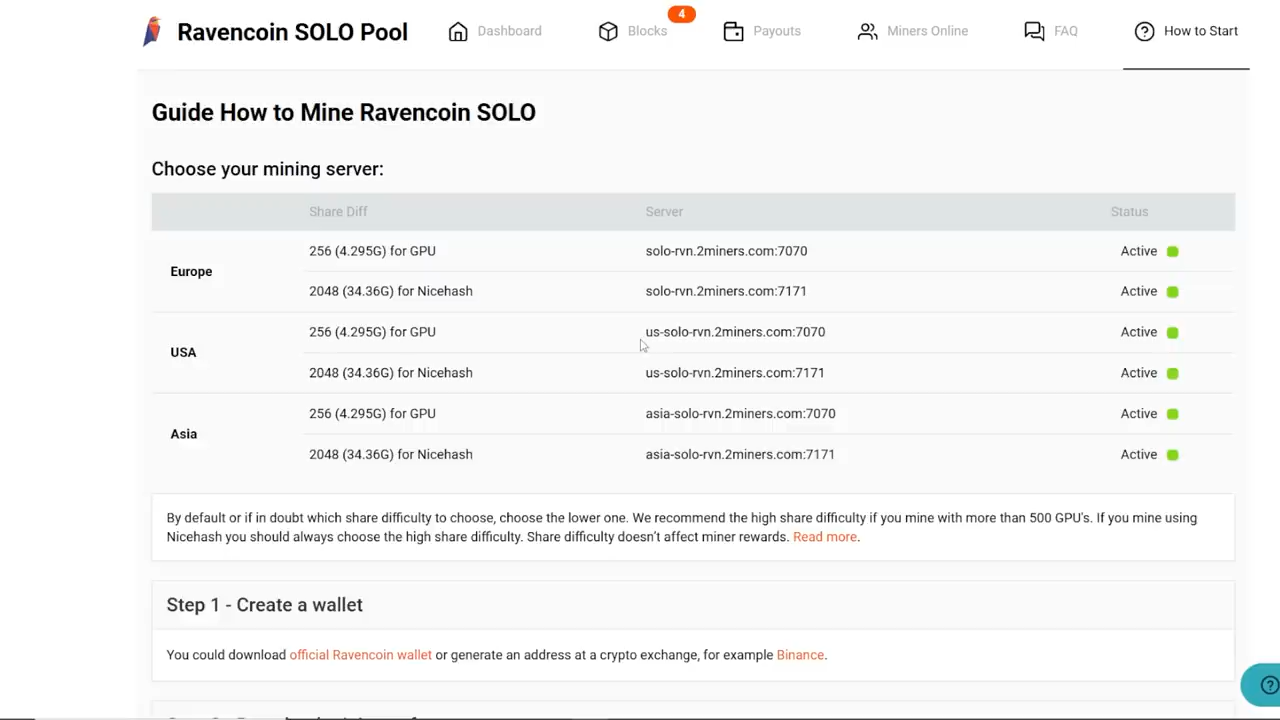 Ravencoin SOLO Pool
Dashboard
Blocks
4
Payouts
Miners Online
FAQ
How to Start
Guide How to Mine Ravencoin SOLO
Choose your mining server:
Share Diff Server Status
Europe
256 (4.295G) for GPU solo-rvn.2miners.com:7070 Active
2048 (34.36G) for Nicehash solo-rvn.2miners.com:7171 Active
USA
256 (4.295G) for GPU us-solo-rvn.2miners.com:7070 Active
2048 (34.36G) for Nicehash us-solo-rvn.2miners.com:7171 Active
Asia
256 (4.295G) for GPU asia-solo-rvn.2miners.com:7070 Active
2048 (34.36G) for Nicehash asia-solo-rvn.2miners.com:7171 Active
By default or if in doubt which share difficulty to choose, choose the lower one. We recommend the high share difficulty if you mine with more than 500 GPU's. If you mine using
Nicehash you should always choose the high share difficulty. Share difficulty doesn't affect miner rewards. Read more.
Step 1 - Create a wallet
You could download official Ravencoin wallet or generate an address at a crypto exchange, for example Binance.